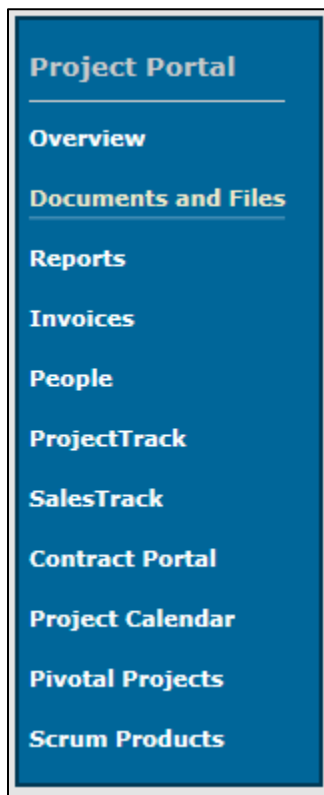 Project Portal
Overview
Documents and Files
Reports
Invoices
People
ProjectTrack
SalesTrack
Contract Portal
Project Calendar
Pivotal Projects
Scrum Products